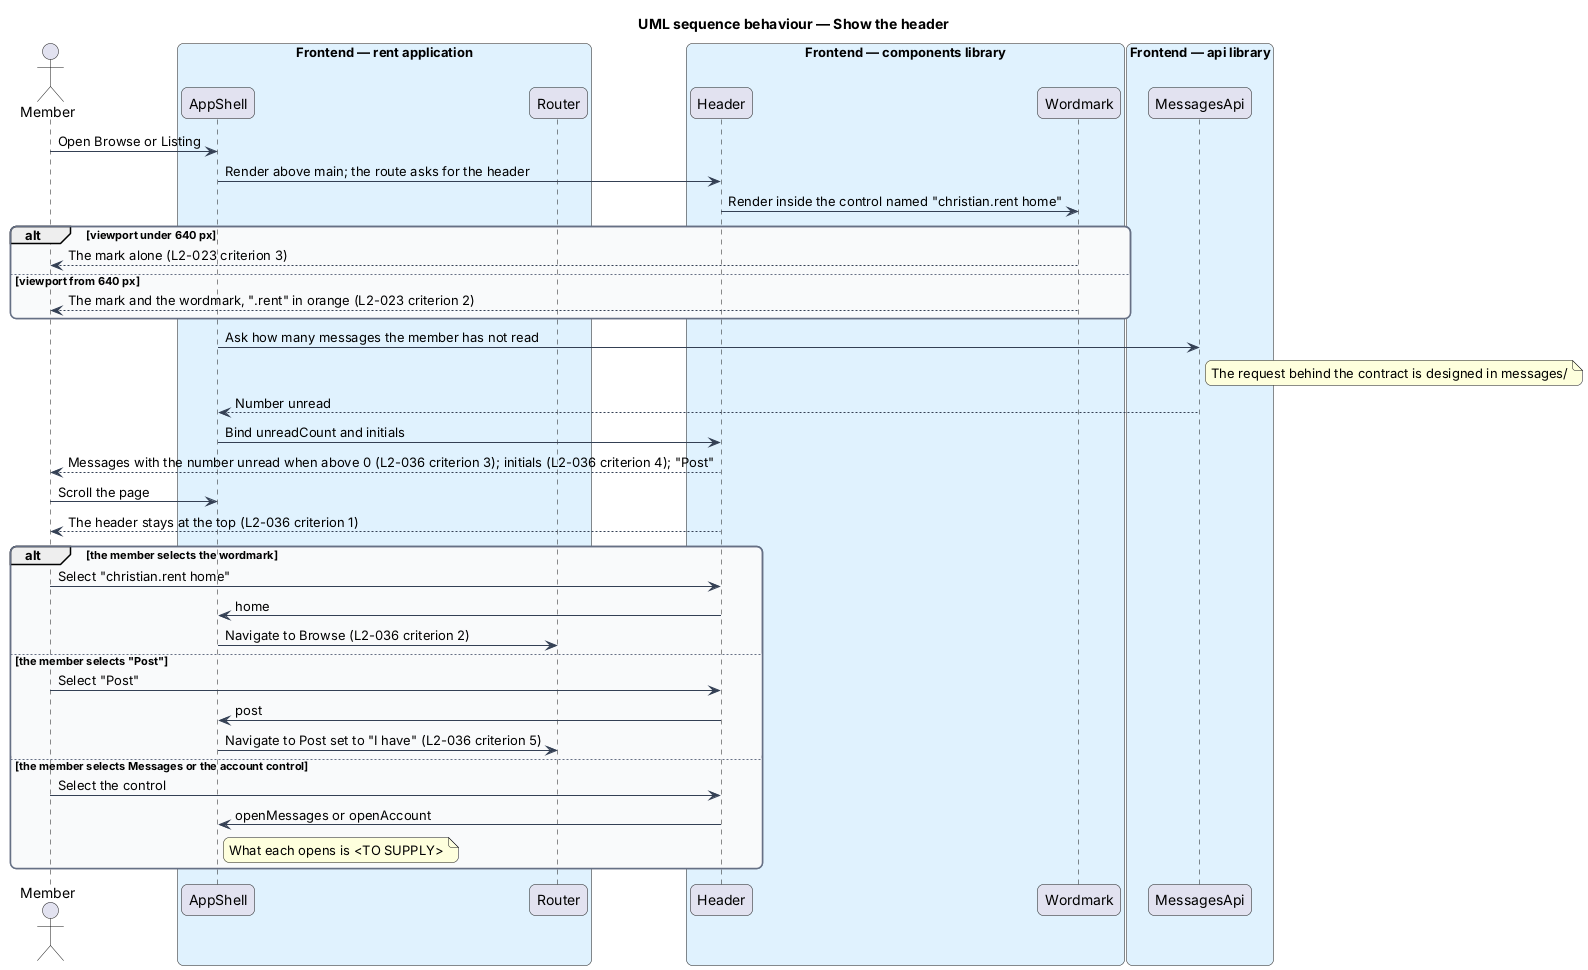 UML sequence behaviour — Show the header
Frontend — rent application
Frontend — components library
Frontend — api library
Member
AppShell
Router
Header
Wordmark
MessagesApi
Open Browse or Listing
Render above main; the route asks for the header
Render inside the control named "christian.rent home"
alt
[viewport under 640 px]
The mark alone (L2-023 criterion 3)
[viewport from 640 px]
The mark and the wordmark, ".rent" in orange (L2-023 criterion 2)
Ask how many messages the member has not read
The request behind the contract is designed in messages/
Number unread
Bind unreadCount and initials
Messages with the number unread when above 0 (L2-036 criterion 3); initials (L2-036 criterion 4); "Post"
Scroll the page
The header stays at the top (L2-036 criterion 1)
alt
[the member selects the wordmark]
Select "christian.rent home"
home
Navigate to Browse (L2-036 criterion 2)
[the member selects "Post"]
Select "Post"
post
Navigate to Post set to "I have" (L2-036 criterion 5)
[the member selects Messages or the account control]
Select the control
openMessages or openAccount
What each opens is <TO SUPPLY>
Member
AppShell
Router
Header
Wordmark
MessagesApi